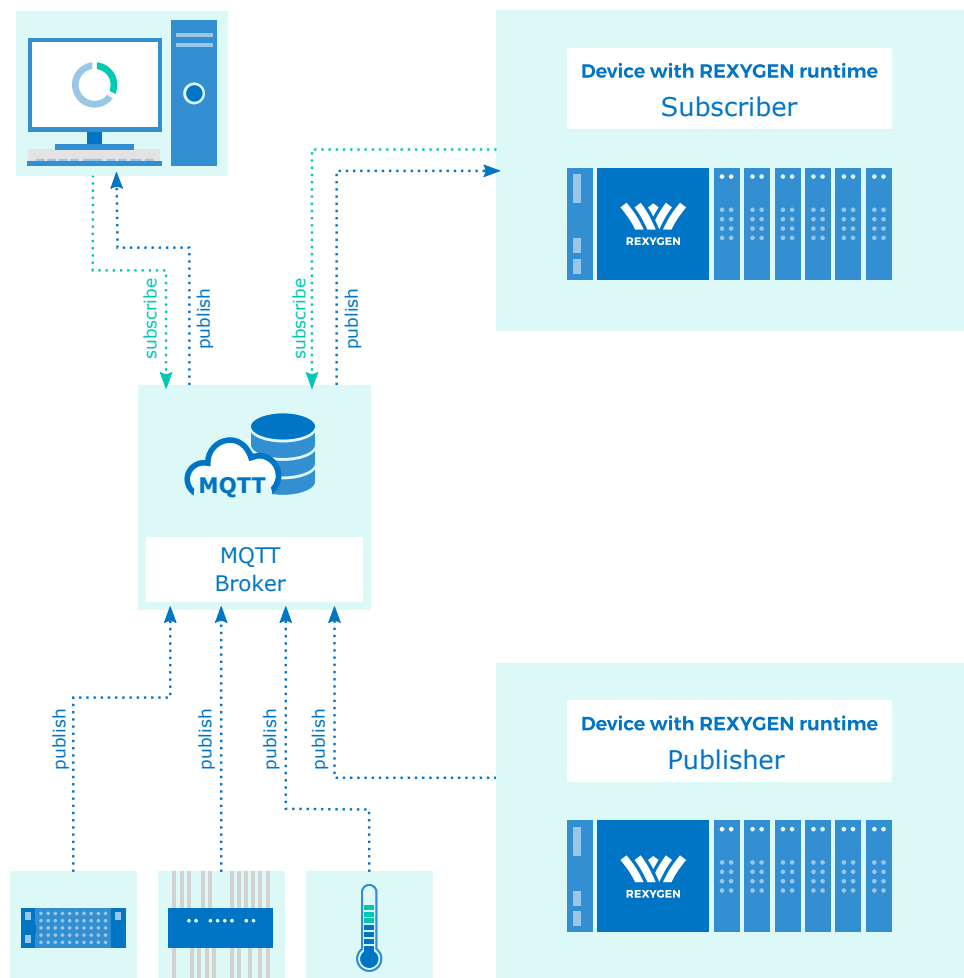 Device with REXYGEN runtime
Subscriber
REXYGEN
subscribe
publish
subscribe
publish
MQTT
MQTT
Broker
publish
publish
publish
publish
Device with REXYGEN runtime
Publisher
REXYGEN